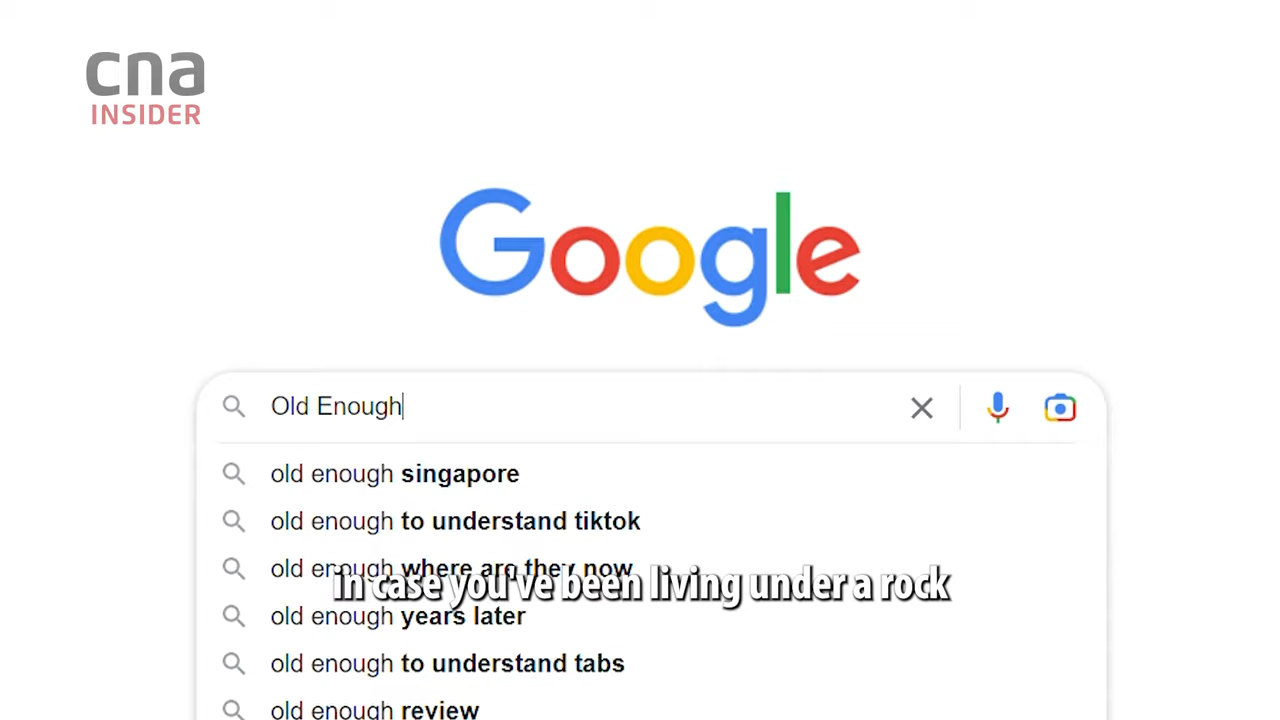 cna
INSIDER
Google
Old Enough
old enough singapore
old enough to understand tiktok
old enough where are they now
in case you've been living under a rock
old enough years later
old enough to understand tabs
old enough review